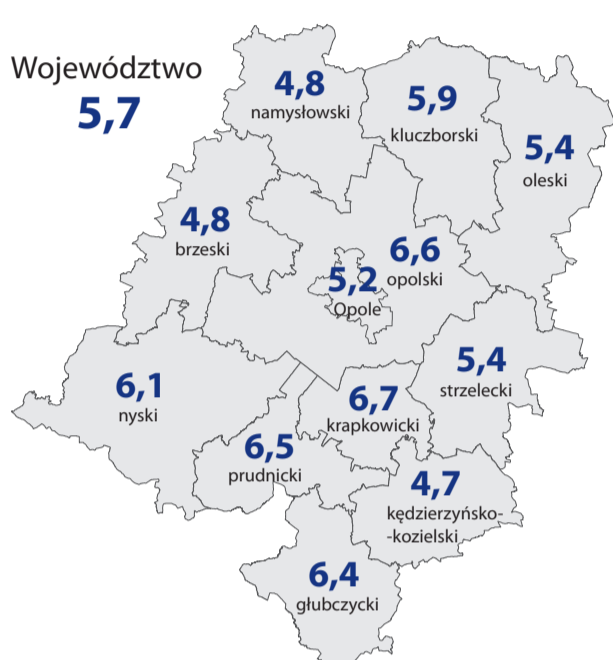 Województwo
5,7
4,8
namysłowski
5,9
kluczborski
5,4
oleski
4,8
brzeski
6,6
opolski
5,2
Opole
6,1
nyski
5,4
strzelecki
6,7
krapkowicki
6,5
prudnicki
4,7
kędzierzyńsko-
-kozielski
6,4
głubczycki